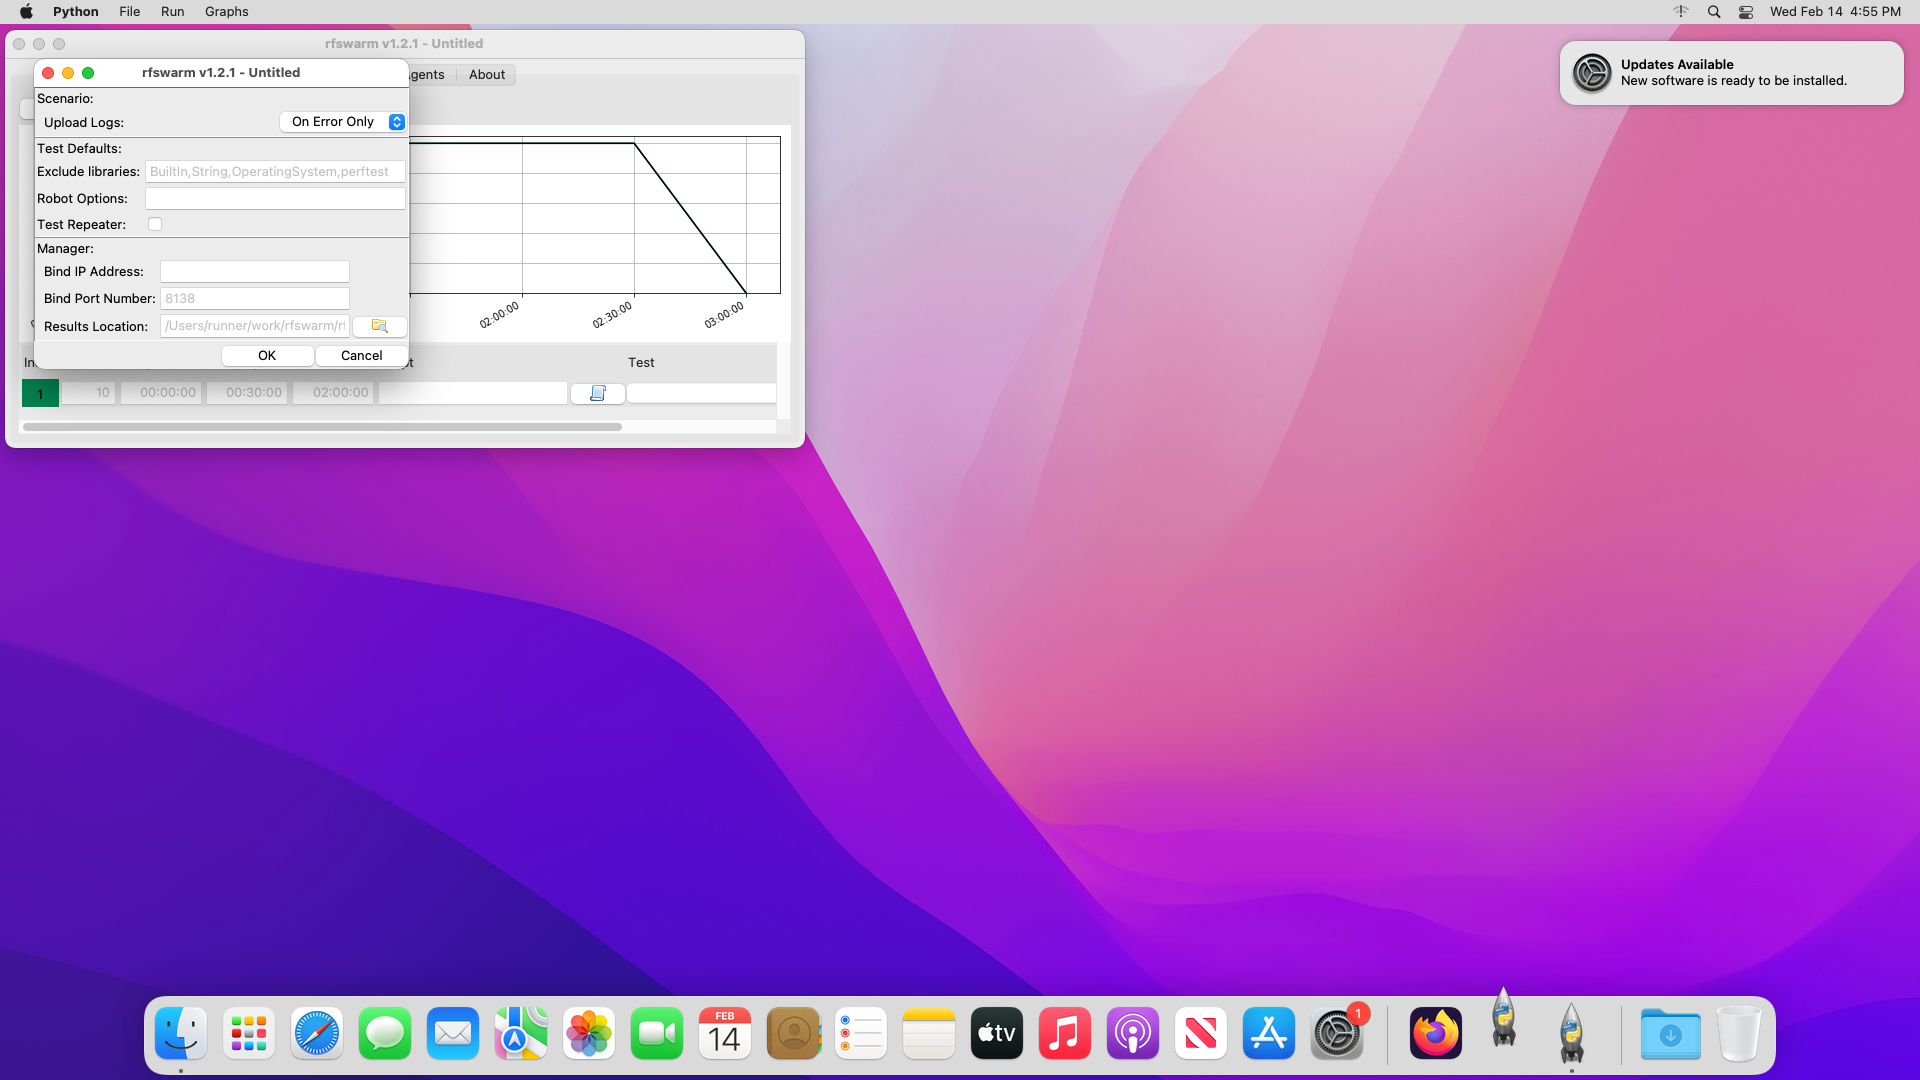 Python File Run Graphs
Wed Feb 14 4:55 PM
rfswarm v1.2.1 - Untitled
Updates Available
New software is ready to be installed.
rfswarm v1.2.1 - Untitled
gents About
Scenario:
Upload Logs: On Error Only
Test Defaults:
Exclude libraries: BuiltIn,String,OperatingSystem,perftest
Robot Options:
Test Repeater:
Manager:
Bind IP Address:
Bind Port Number: 8138
Results Location: /Users/runner/work/rfswarm/r
02:00:00 02:30:00 03:00:00
OK Cancel
In
t Test
1 10 00:00:00 00:30:00 02:00:00
FEB
14
tv
1